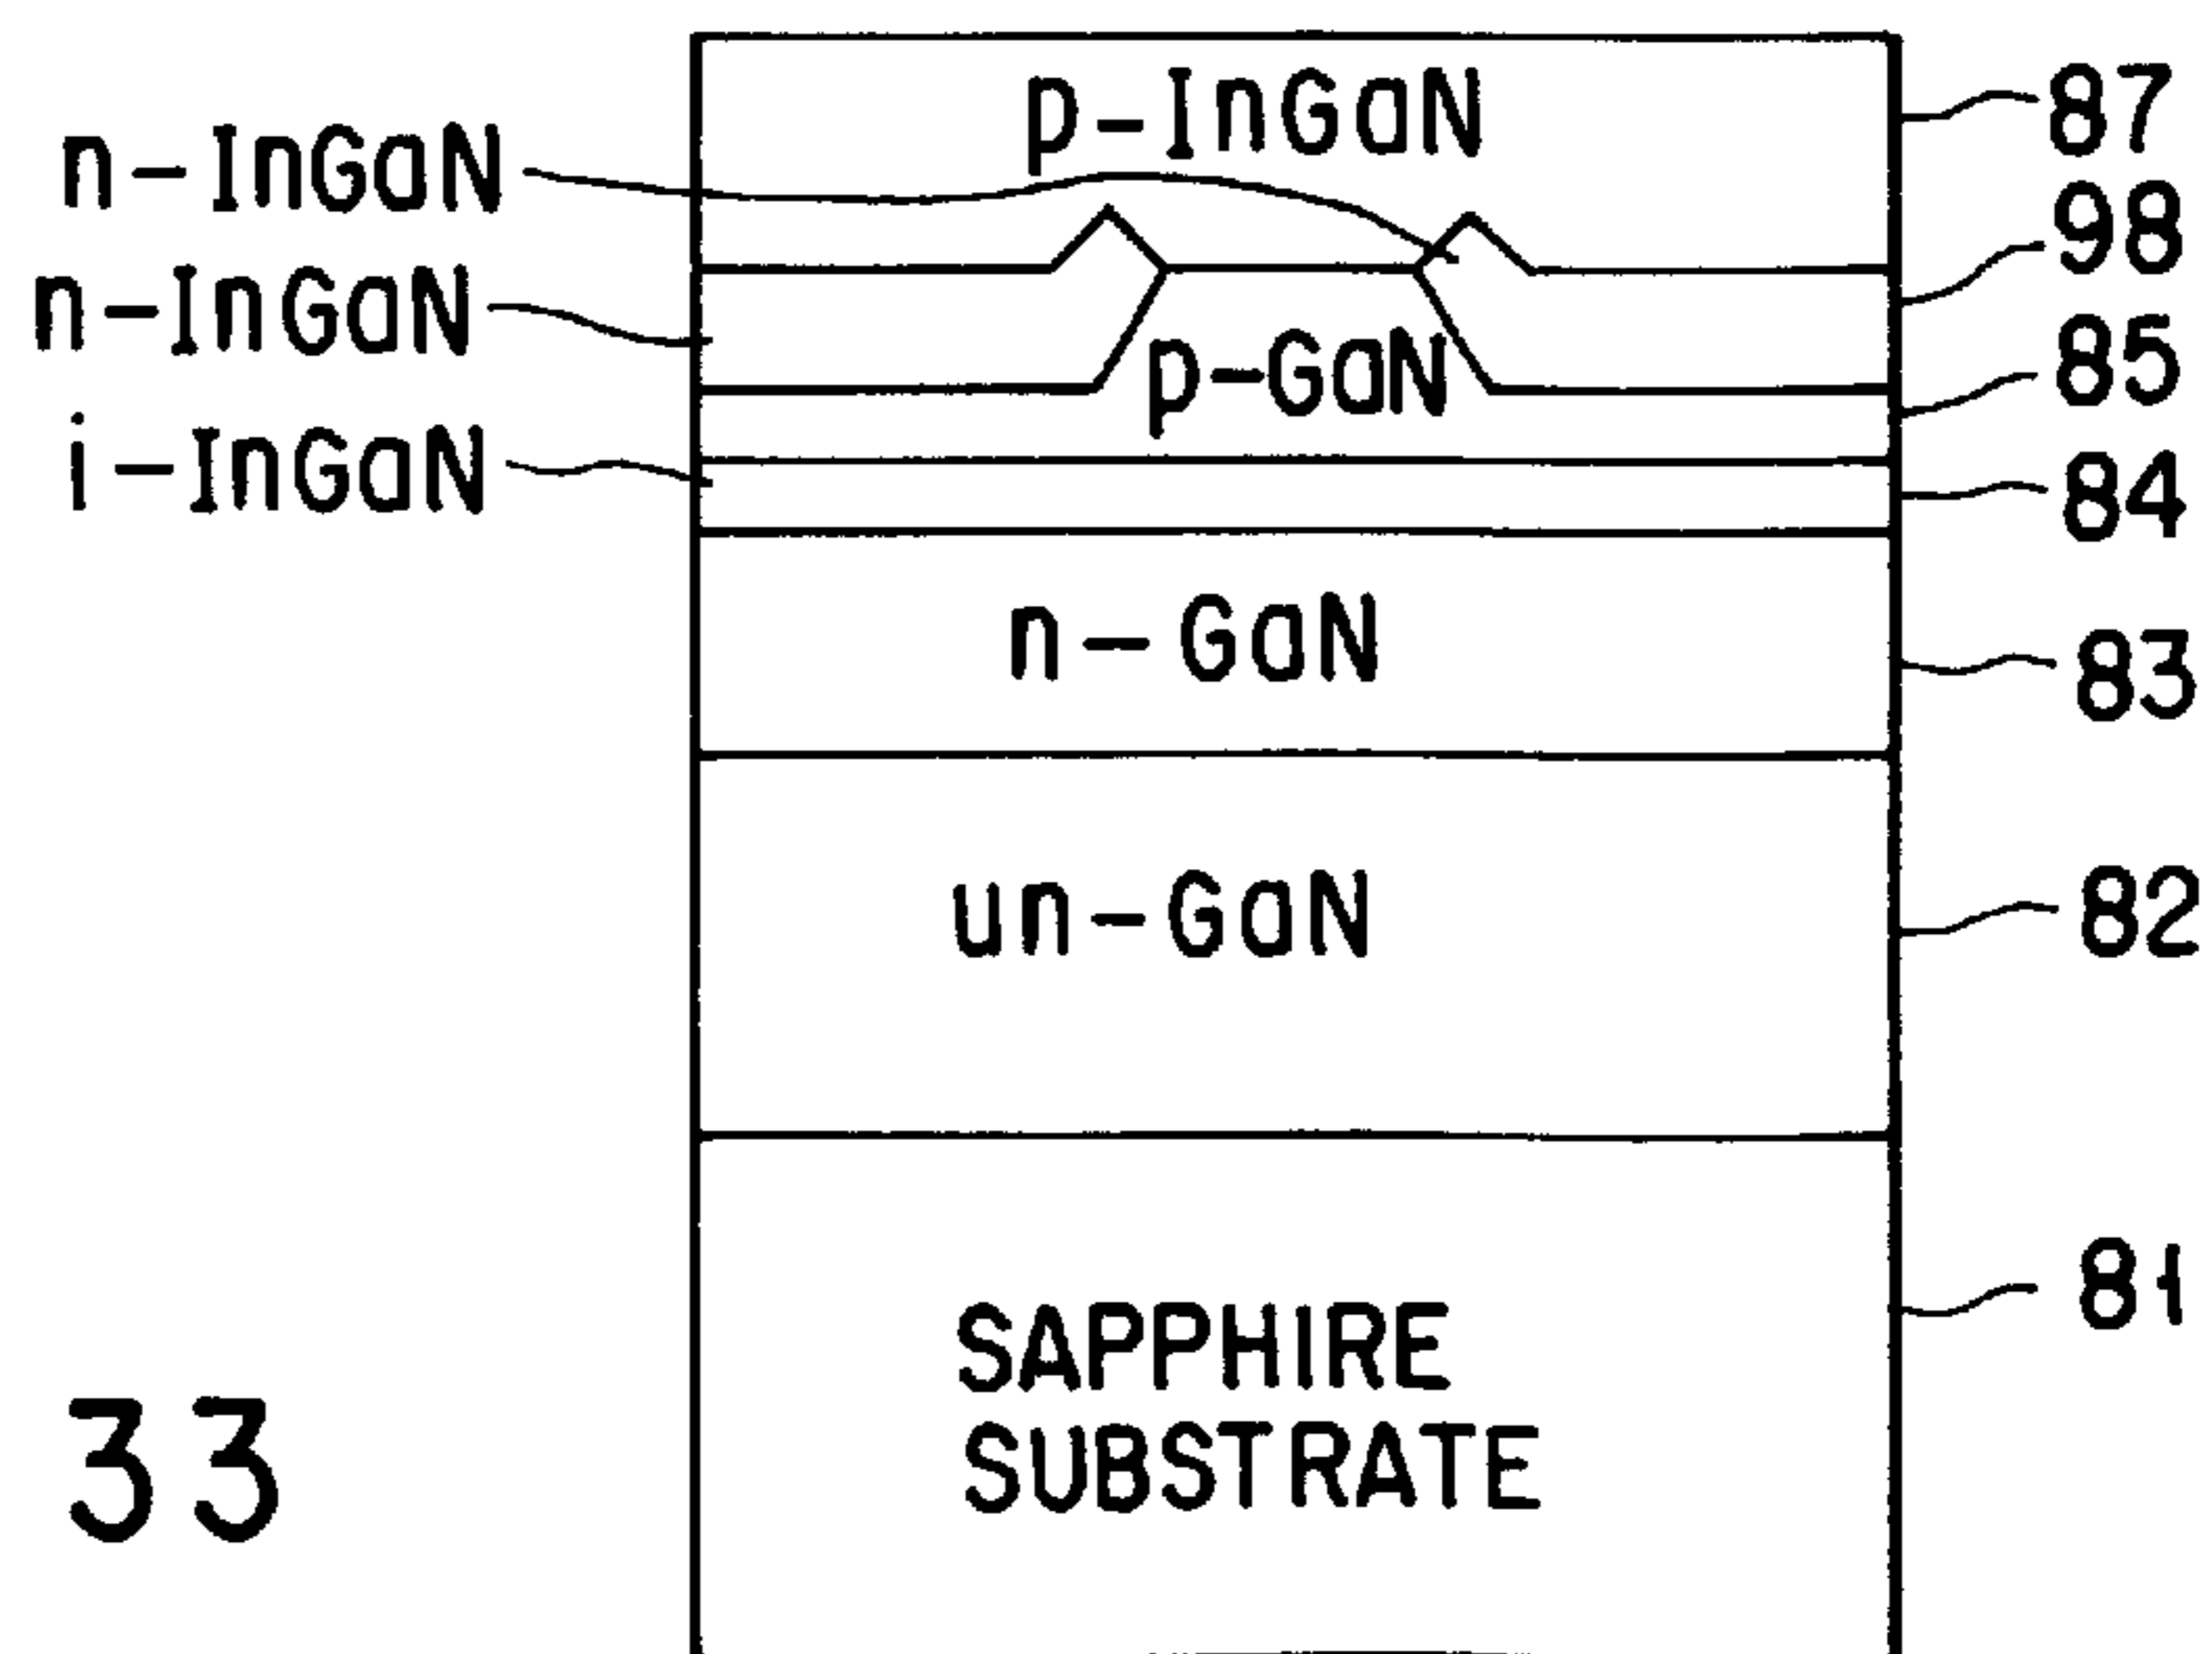 p-InGaN
87
n-InGaN
98
n-InGaN
85
p-GaN
i-InGaN
84
n-GaN
83
un-GaN
82
81
SAPPHIRE
SUBSTRATE
33